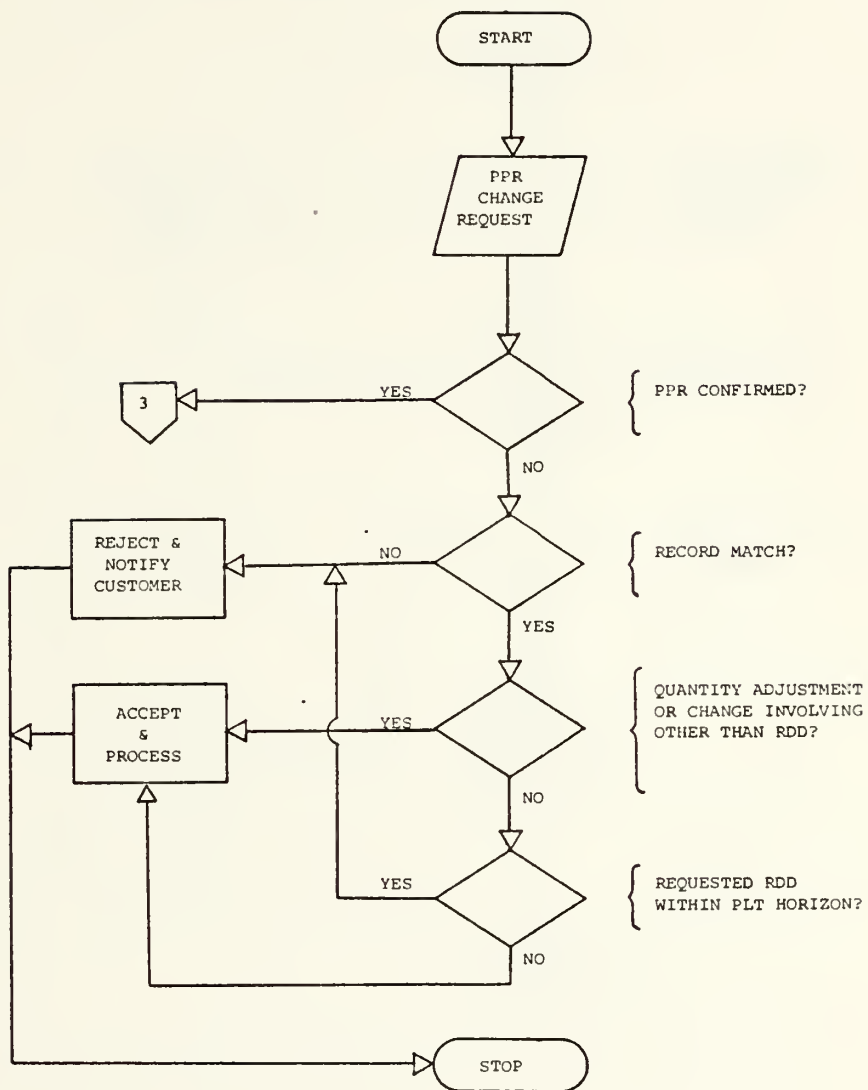 START
PPR
CHANGE
REQUEST
YES
3
PPR CONFIRMED?
NO
REJECT &
NOTIFY
CUSTOMER
NO
RECORD MATCH?
YES
ACCEPT
&
PROCESS
YES
QUANTITY ADJUSTMENT
OR CHANGE INVOLVING
OTHER THAN RDD?
NO
YES
REQUESTED RDD
WITHIN PLT HORIZON?
NO
STOP